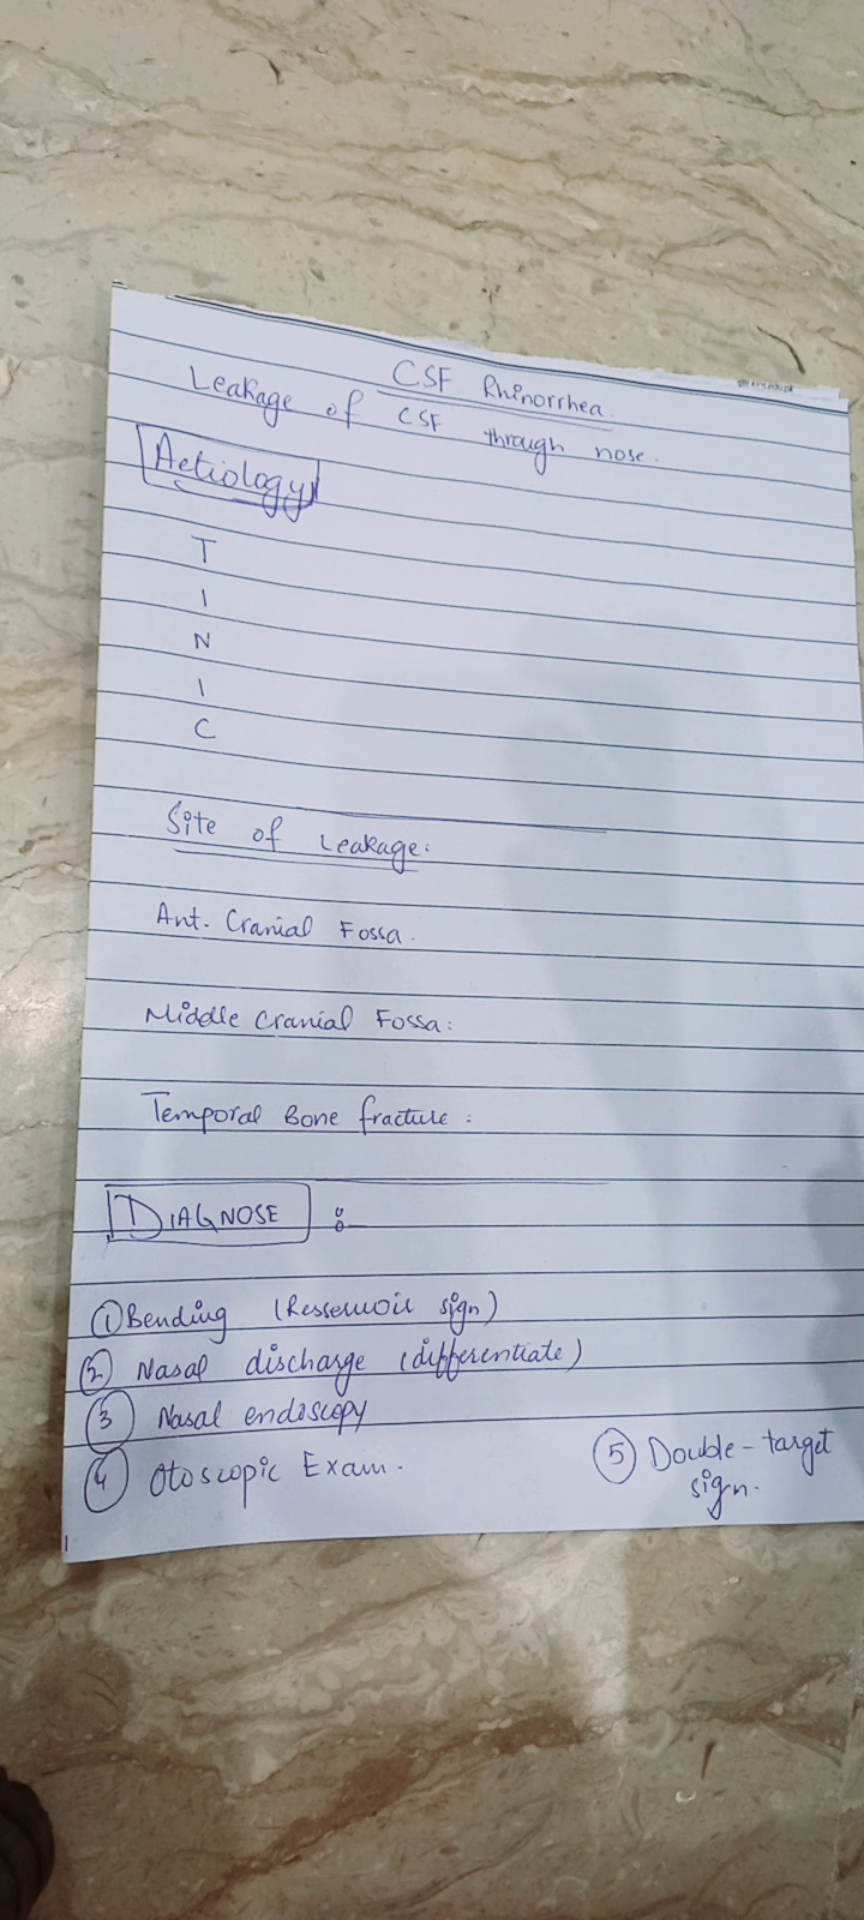 CSF Rhinorrhea.
Leakage of CSF through nose.
Aetiology
T
I
N
I
C
Site of Leakage:
Ant. Cranial Fossa.
Middle Cranial Fossa:
Temporal Bone fracture:
DIAGNOSE :
① Bending (Resservoir sign)
② Nasal discharge (differentiate)
③ Nasal endoscopy
④ Otoscopic Exam.
⑤ Double-target sign.